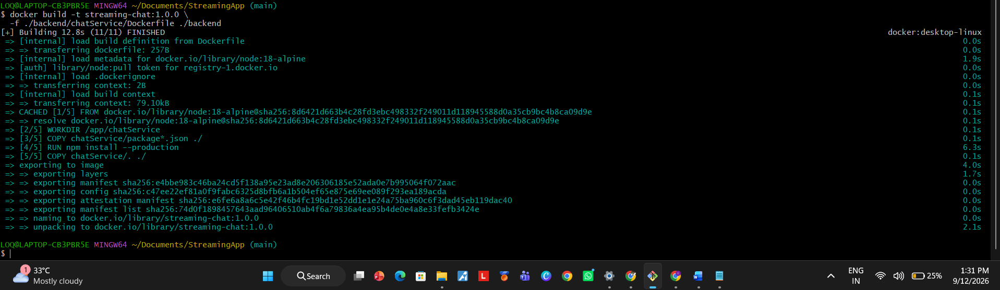 LOQ@LAPTOP-CB3PBR5E MINGW64 ~/Documents/StreamingApp (main)
$ docker build -t streaming-chat:1.0.0 \
  -f ./backend/chatService/Dockerfile ./backend
[+] Building 12.8s (11/11) FINISHED docker:desktop-linux
 => [internal] load build definition from Dockerfile 0.0s
 => => transferring dockerfile: 257B 0.0s
 => [internal] load metadata for docker.io/library/node:18-alpine 1.9s
 => [auth] library/node:pull token for registry-1.docker.io 0.0s
 => [internal] load .dockerignore 0.0s
 => => transferring context: 2B 0.0s
 => [internal] load build context 0.1s
 => => transferring context: 79.10kB 0.1s
 => CACHED [1/5] FROM docker.io/library/node:18-alpine@sha256:8d6421d663b4c28fd3ebc498332f249011d118945588d0a35cb9bc4b8ca09d9e 0.1s
 => => resolve docker.io/library/node:18-alpine@sha256:8d6421d663b4c28fd3ebc498332f249011d118945588d0a35cb9bc4b8ca09d9e 0.1s
 => [2/5] WORKDIR /app/chatService 0.1s
 => [3/5] COPY chatService/package*.json ./ 0.1s
 => [4/5] RUN npm install --production 6.3s
 => [5/5] COPY chatService/. ./ 0.1s
 => exporting to image 4.0s
 => => exporting layers 1.7s
 => => exporting manifest sha256:e4bbe983c46ba24cd5f138a95e23ad8e206306185e52ada0e7b995064f072aac 0.0s
 => => exporting config sha256:c47ee22ef81a0f9fabc6325d8bfb6a1b504ef65e875e69ee089f293ea189acda 0.0s
 => => exporting attestation manifest sha256:e6fe6a8a6c5e42f46b4fc19bd1e52dd1e1e24a75ba960c6f3dad45eb119dac40 0.0s
 => => exporting manifest list sha256:74d0f1898457643aad96406510ab4f6a79836a4ea95b4de0e4a8e33fefb3424e 0.0s
 => => naming to docker.io/library/streaming-chat:1.0.0 0.0s
 => => unpacking to docker.io/library/streaming-chat:1.0.0 2.1s
LOQ@LAPTOP-CB3PBR5E MINGW64 ~/Documents/StreamingApp (main)
$
1
33°C
Mostly cloudy
Search
ENG
IN
25%
1:31 PM
9/12/2026